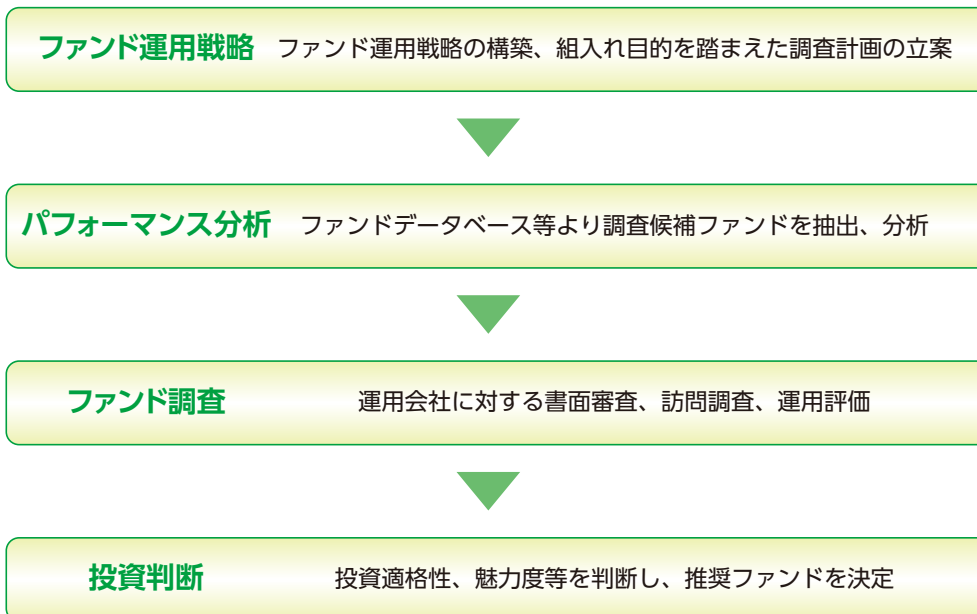 ファンド運用戦略 ファンド運用戦略の構築、組入れ目的を踏まえた調査計画の立案
パフォーマンス分析 ファンドデータベース等より調査候補ファンドを抽出、分析
ファンド調査 運用会社に対する書面審査、訪問調査、運用評価
投資判断 投資適格性、魅力度等を判断し、推奨ファンドを決定